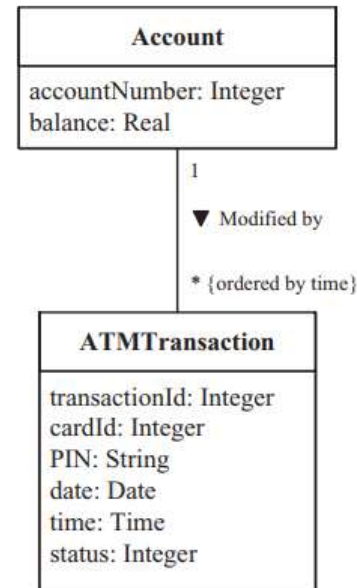 Account
accountNumber: Integer
balance: Real
1
▼ Modified by
* {ordered by time}
ATMTransaction
transactionId: Integer
cardId: Integer
PIN: String
date: Date
time: Time
status: Integer